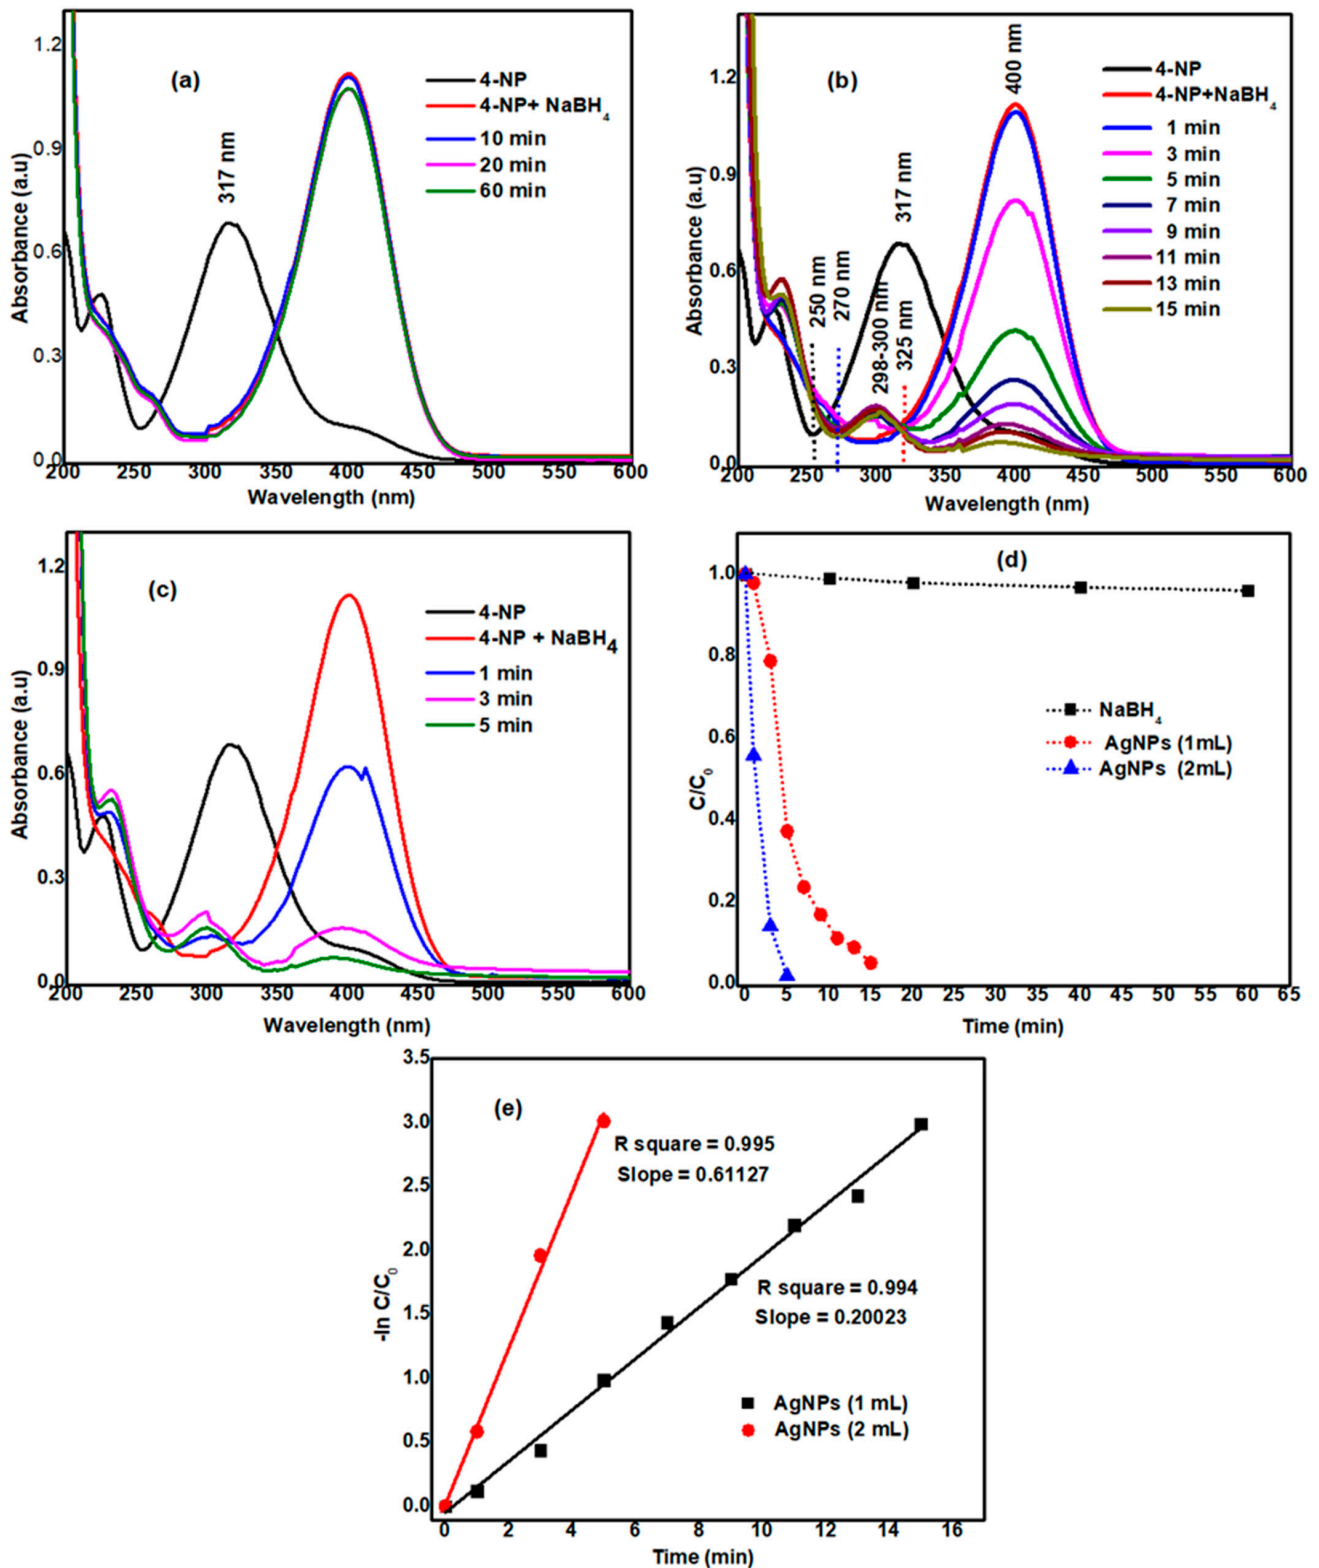 (a)
4-NP
4-NP+ NaBH4
10 min
20 min
60 min
317 nm
1.2
0.9
0.6
0.3
0.0
200 250 300 350 400 450 500 550 600
Absorbance (a.u)
Wavelength (nm)
(b)
4-NP
4-NP+NaBH4
1 min
3 min
5 min
7 min
9 min
11 min
13 min
15 min
250 nm
270 nm
298-300 nm
325 nm
317 nm
400 nm
1.2
0.9
0.6
0.3
0.0
200 250 300 350 400 450 500 550 600
Absorbance (a.u)
Wavelength (nm)
(c)
4-NP
4-NP + NaBH4
1 min
3 min
5 min
1.2
0.9
0.6
0.3
0.0
200 250 300 350 400 450 500 550 600
Absorbance (a.u)
Wavelength (nm)
(d)
NaBH4
AgNPs (1mL)
AgNPs (2mL)
1.0
0.8
0.6
0.4
0.2
0.0
0 5 10 15 20 25 30 35 40 45 50 55 60 65
C/C0
Time (min)
(e)
R square = 0.995
Slope = 0.61127
R square = 0.994
Slope = 0.20023
AgNPs (1 mL)
AgNPs (2 mL)
3.5
3.0
2.5
2.0
1.5
1.0
0.5
0.0
0 2 4 6 8 10 12 14 16
-ln C/C0
Time (min)